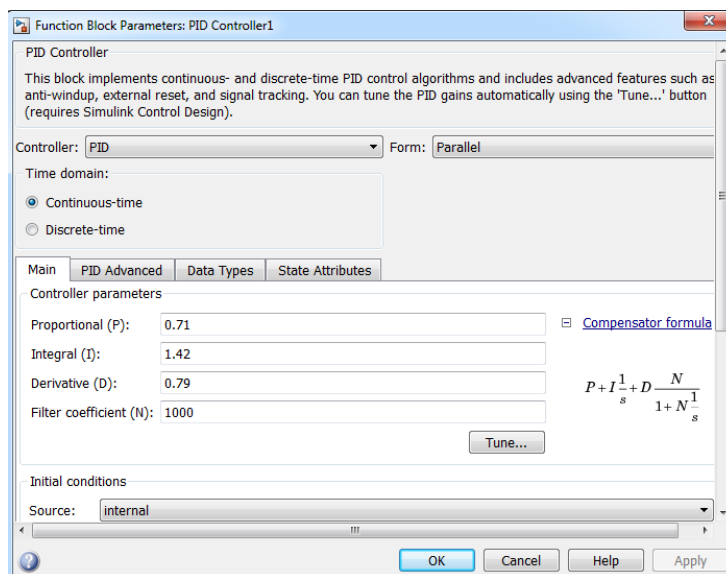 Function Block Parameters: PID Controller1
PID Controller
This block implements continuous- and discrete-time PID control algorithms and includes advanced features such as
anti-windup, external reset, and signal tracking. You can tune the PID gains automatically using the 'Tune...' button
(requires Simulink Control Design).
Controller: PID Form: Parallel
Time domain:
Continuous-time
Discrete-time
Main PID Advanced Data Types State Attributes
Controller parameters
Proportional (P): 0.71
Compensator formula
Integral (I): 1.42
Derivative (D): 0.79
P+I 1/s + D N/(1+N 1/s)
Filter coefficient (N): 1000
Tune...
Initial conditions
Source: internal
OK Cancel Help Apply